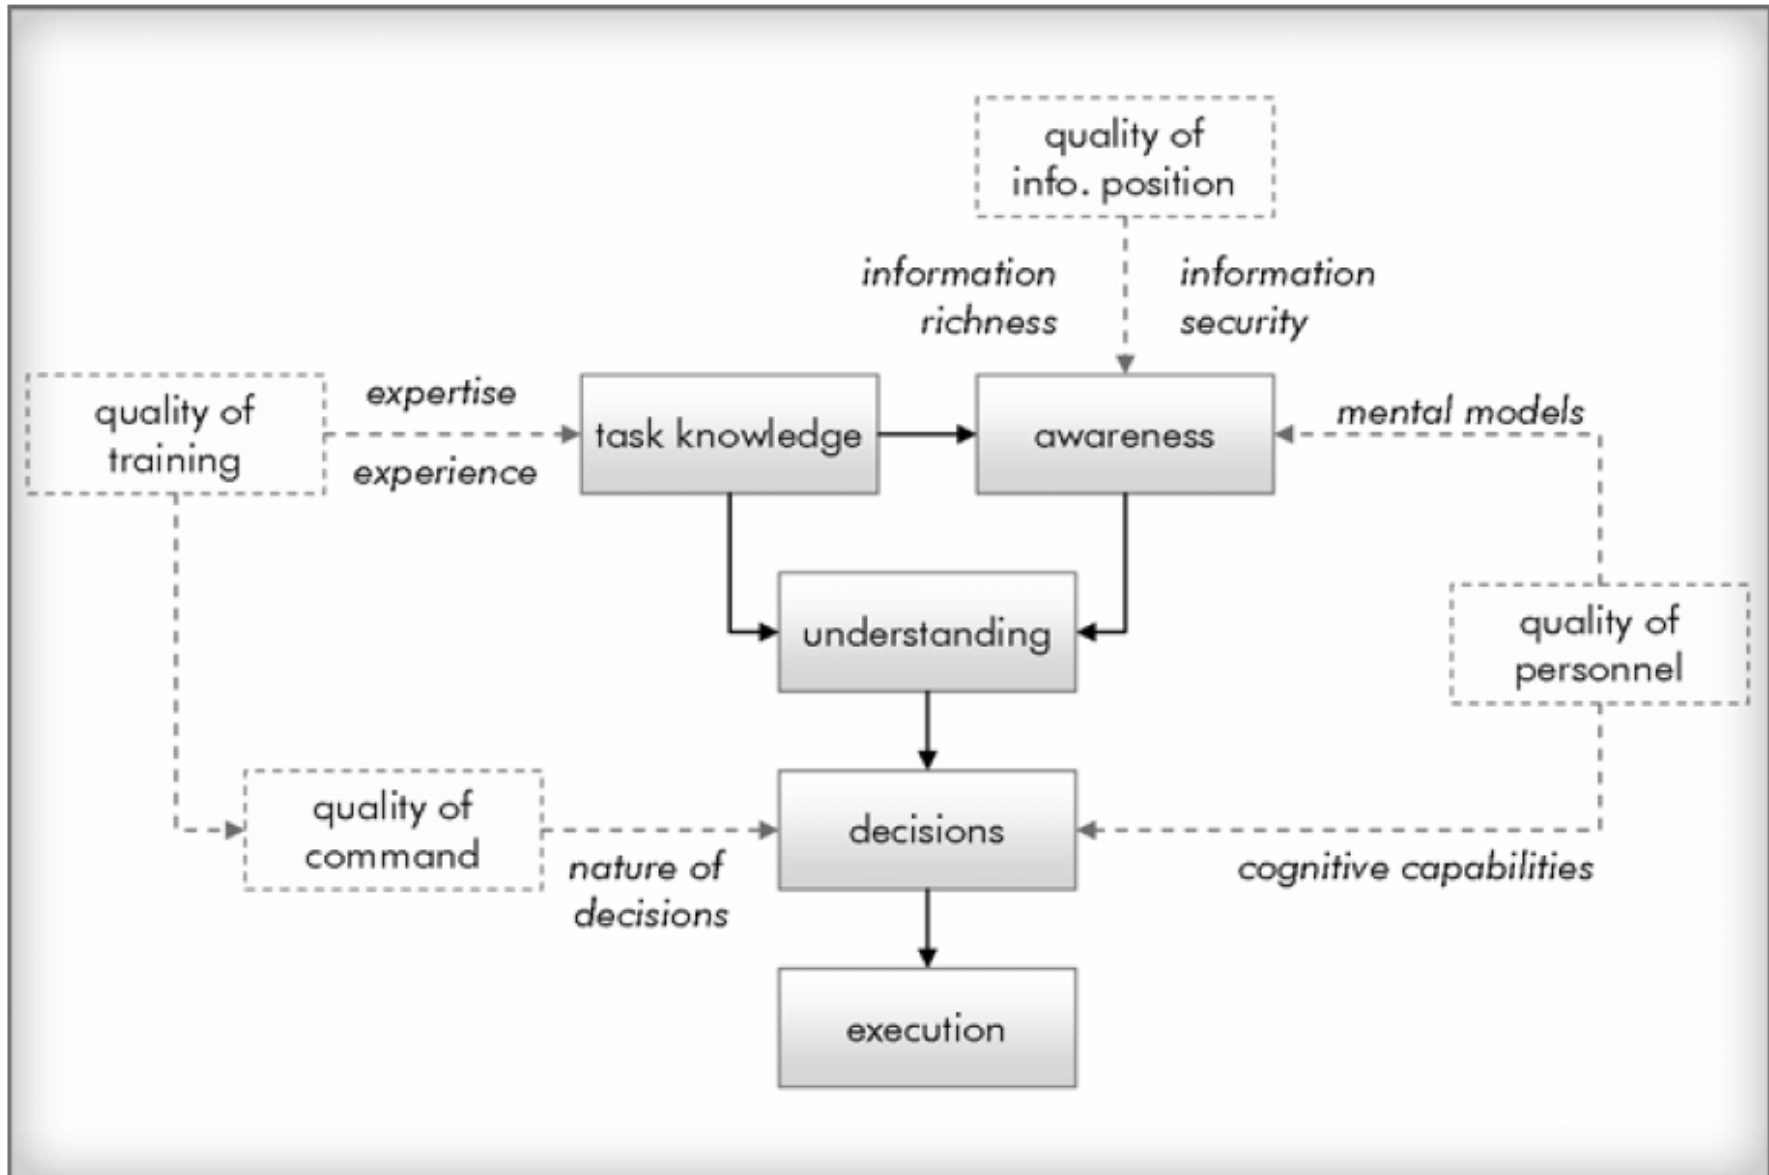 quality of
info. position
information
richness
information
security
quality of
training
expertise
experience
task knowledge
awareness
mental models
understanding
quality of
personnel
quality of
command
nature of
decisions
decisions
cognitive capabilities
execution